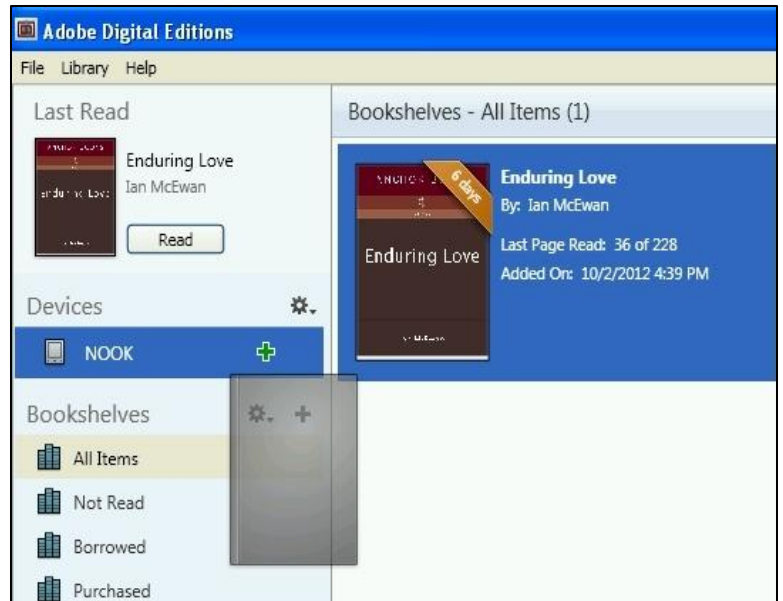 Adobe Digital Editions
File Library Help
Last Read
Enduring Love
Ian McEwan
Read
Devices
NOOK
Bookshelves
All Items
Not Read
Borrowed
Purchased
Bookshelves - All Items (1)
6 days
Enduring Love
Enduring Love
By: Ian McEwan
Last Page Read: 36 of 228
Added On: 10/2/2012 4:39 PM